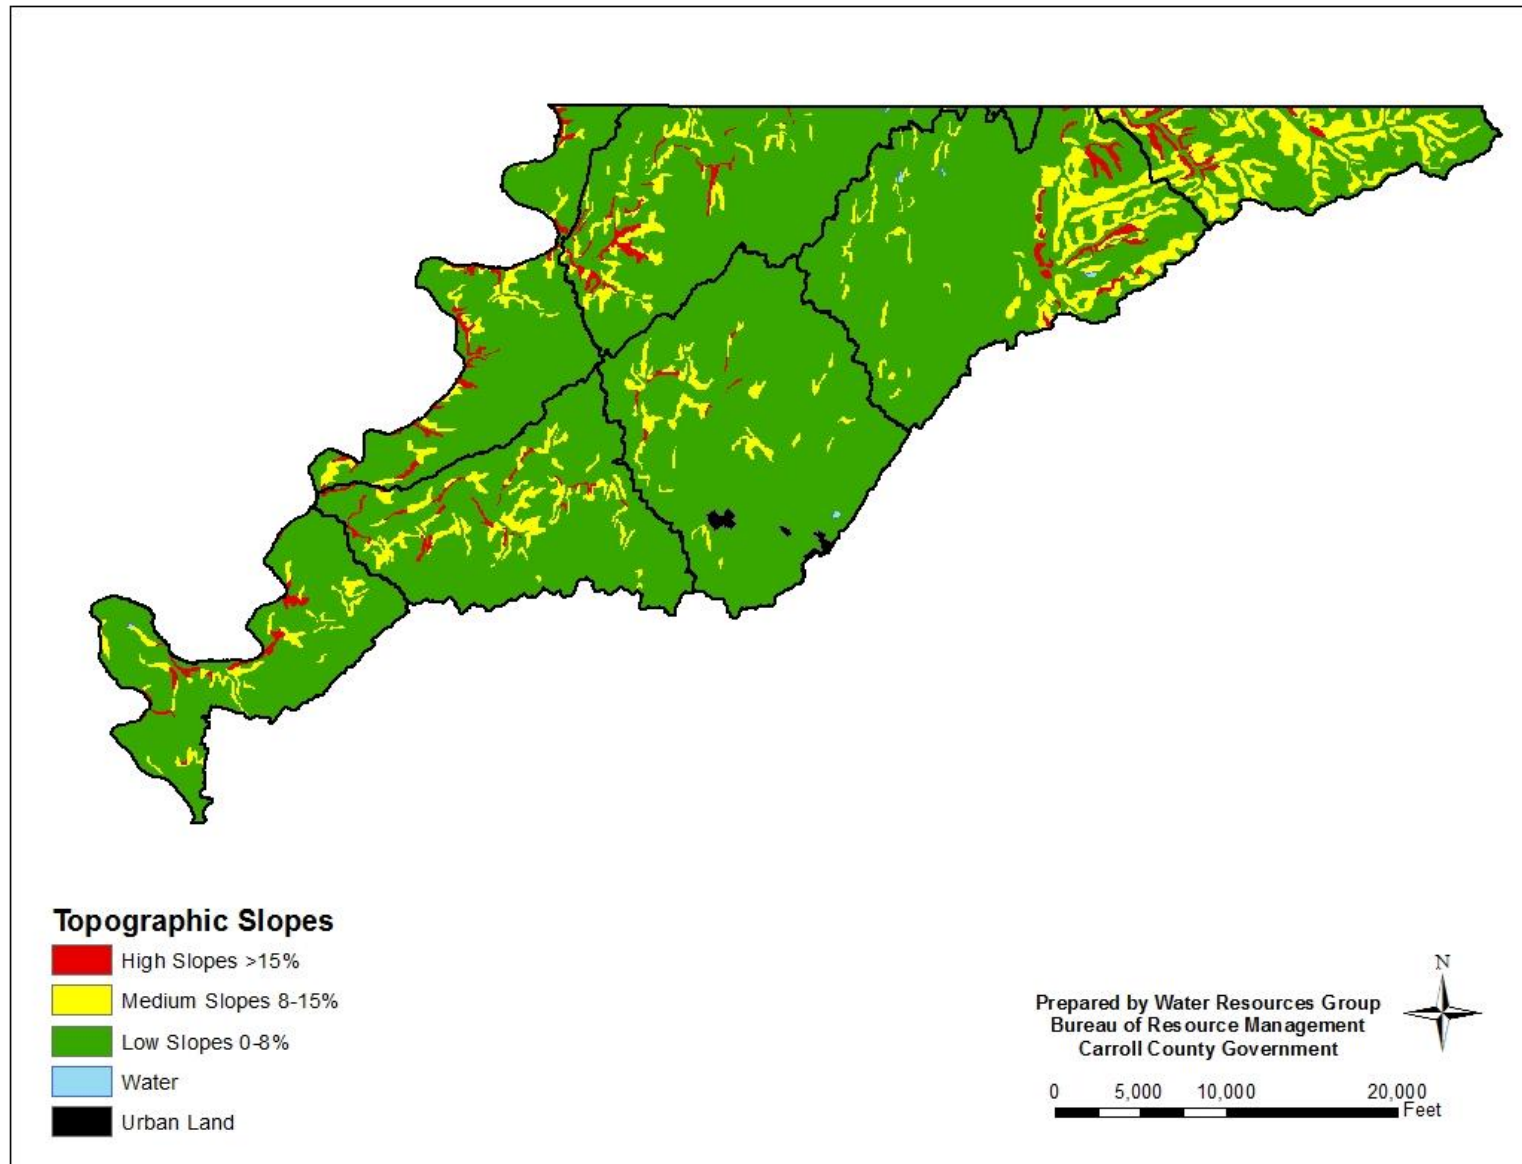 Topographic Slopes
High Slopes >15%
Medium Slopes 8-15%
Low Slopes 0-8%
Water
Urban Land
N
Prepared by Water Resources Group
Bureau of Resource Management
Carroll County Government
0 5,000 10,000 20,000
Feet